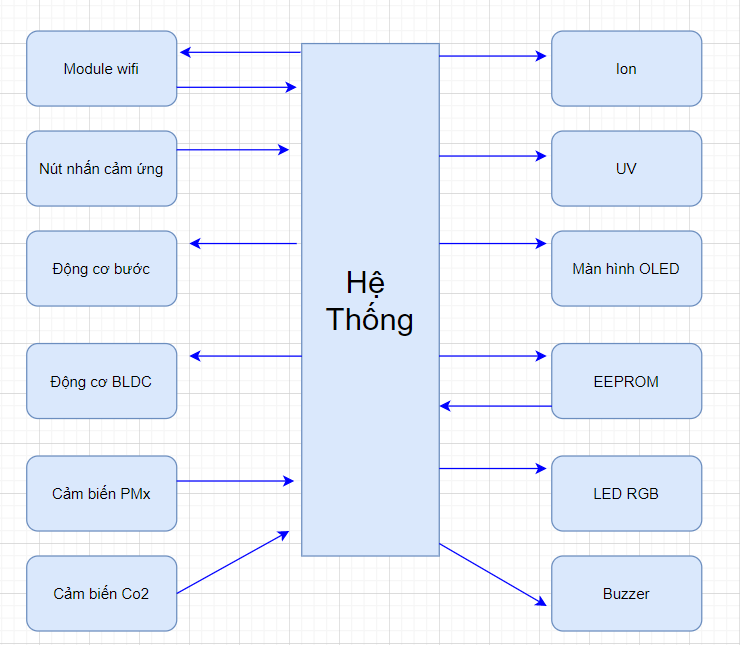 Module wifi
Nút nhấn cảm ứng
Động cơ bước
Động cơ BLDC
Cảm biến PMx
Cảm biến Co2
Hệ
Thống
Ion
UV
Màn hình OLED
EEPROM
LED RGB
Buzzer